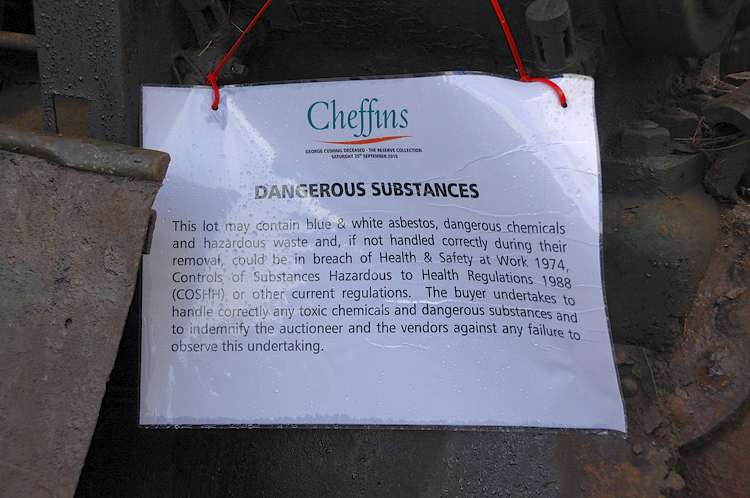 Cheffins
GEORGE CUSHING DECEASED - THE RESERVE COLLECTION
SATURDAY 25TH SEPTEMBER 2010
DANGEROUS SUBSTANCES
This lot may contain blue & white asbestos, dangerous chemicals
and hazardous waste and, if not handled correctly during their
removal, could be in breach of Health & Safety at Work 1974,
Controls of Substances Hazardous to Health Regulations 1988
(COSHH) or other current regulations. The buyer undertakes to
handle correctly any toxic chemicals and dangerous substances and
to indemnify the auctioneer and the vendors against any failure to
observe this undertaking.